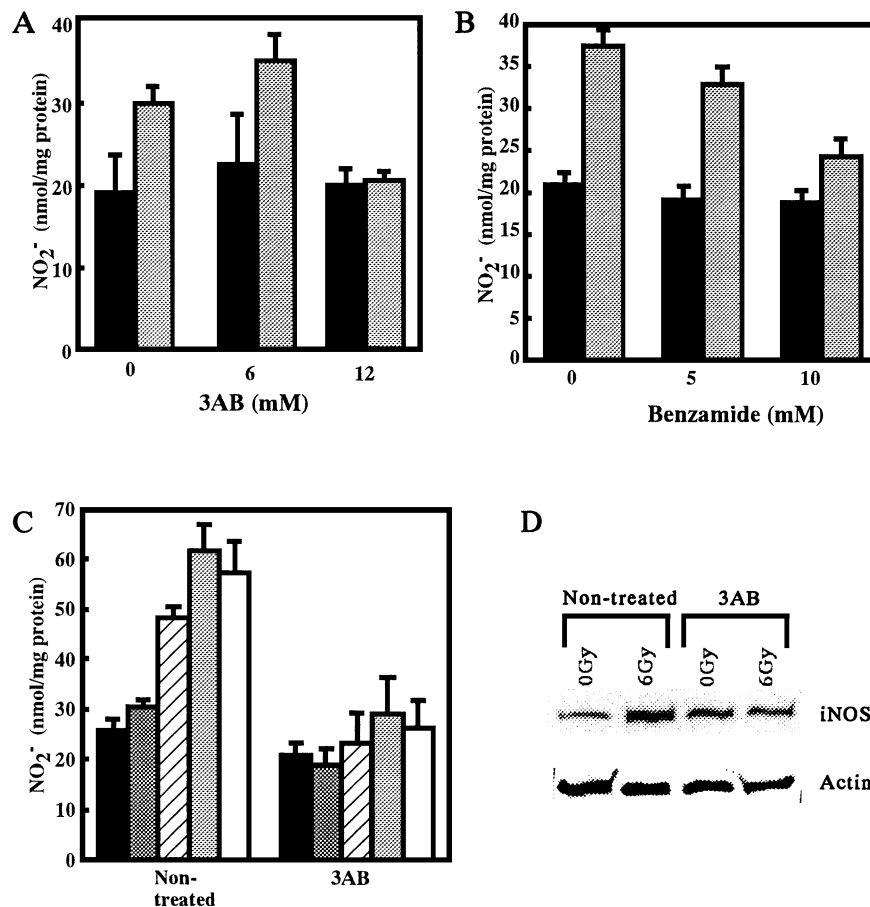 A
NO₂⁻ (nmol/mg protein)
40
30
20
10
0
0 6 12
3AB (mM)
B
NO₂⁻ (nmol/mg protein)
40
35
30
25
20
15
10
5
0
0 5 10
Benzamide (mM)
C
NO₂⁻ (nmol/mg protein)
70
60
50
40
30
20
10
0
Non-
treated
3AB
D
Non-treated 3AB
0Gy 6Gy 0Gy 6Gy
iNOS
Actin